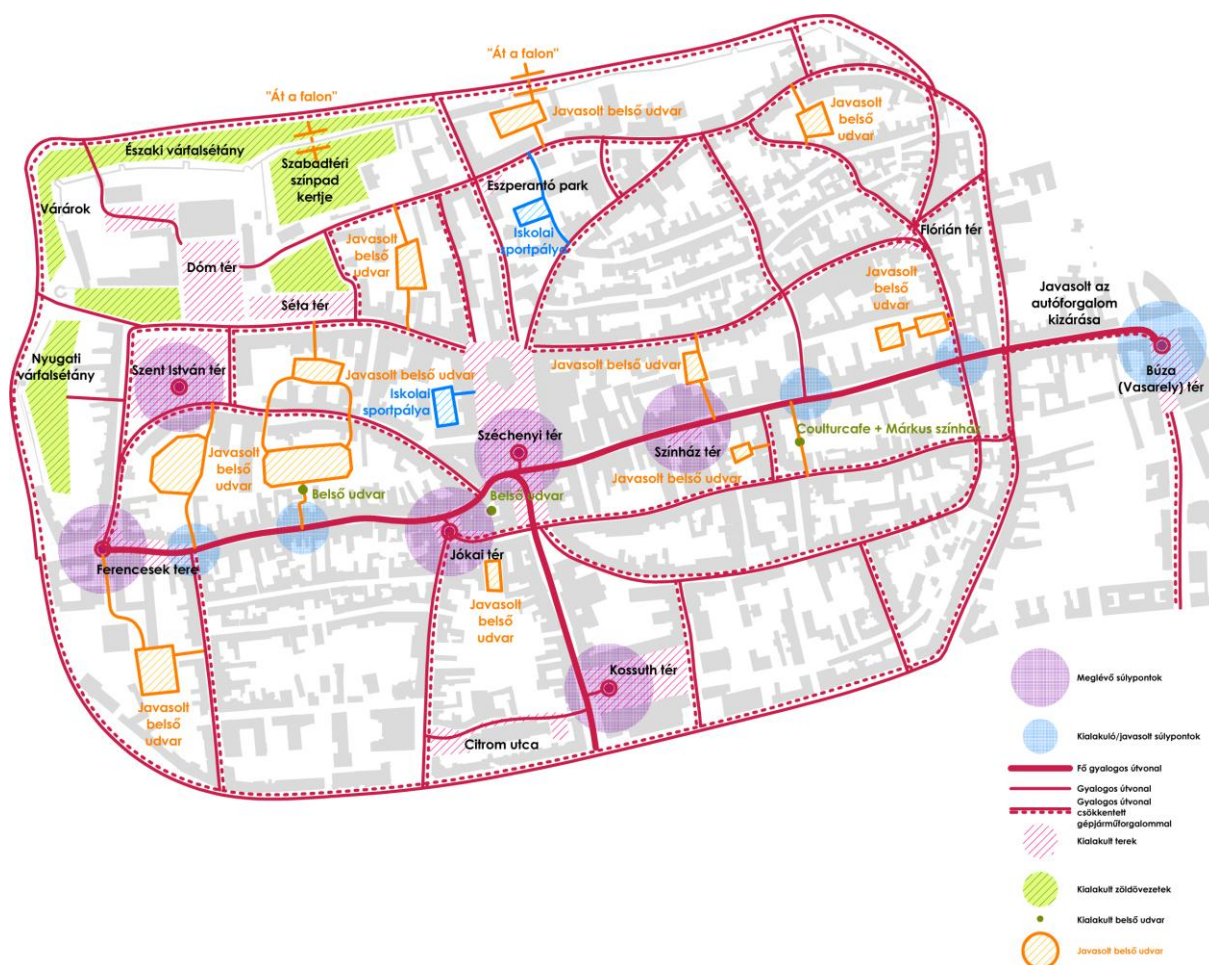 "Át a falon"
"Át a falon"
Javasolt belső udvar
Javasolt
belső
udvar
Északi várfalsétány
Szabadtéri
színpad
kertje
Eszperantó park
Várárok
Iskolai
sportpálya
Flórián tér
Dóm tér
Javasolt
belső
udvar
Javasolt
belső
udvar
Javasolt az
autóforgalom
kizárása
Séta tér
Nyugati
várfalsétány
Szent István tér
Javasolt belső udvar
Iskolai
sportpálya
Javasolt belső udvar
Búza
(Vasarely) tér
Széchenyi tér
Coulturcafe + Márkus színház
Színház tér
Javasolt
belső
udvar
Javasolt belső udvar
Belső udvar
Belső udvar
Jókai tér
Ferencesek tere
Javasolt
belső
udvar
Kossuth tér
Javasolt
belső
udvar
Citrom utca
Meglévő súlypontok
Kialakuló/javasolt súlypontok
Fő gyalogos útvonal
Gyalogos útvonal
Gyalogos útvonal
csökkentett
gépjárműforgalommal
Kialakult terek
Kialakult zöldövezetek
Kialakult belső udvar
Javasolt belső udvar